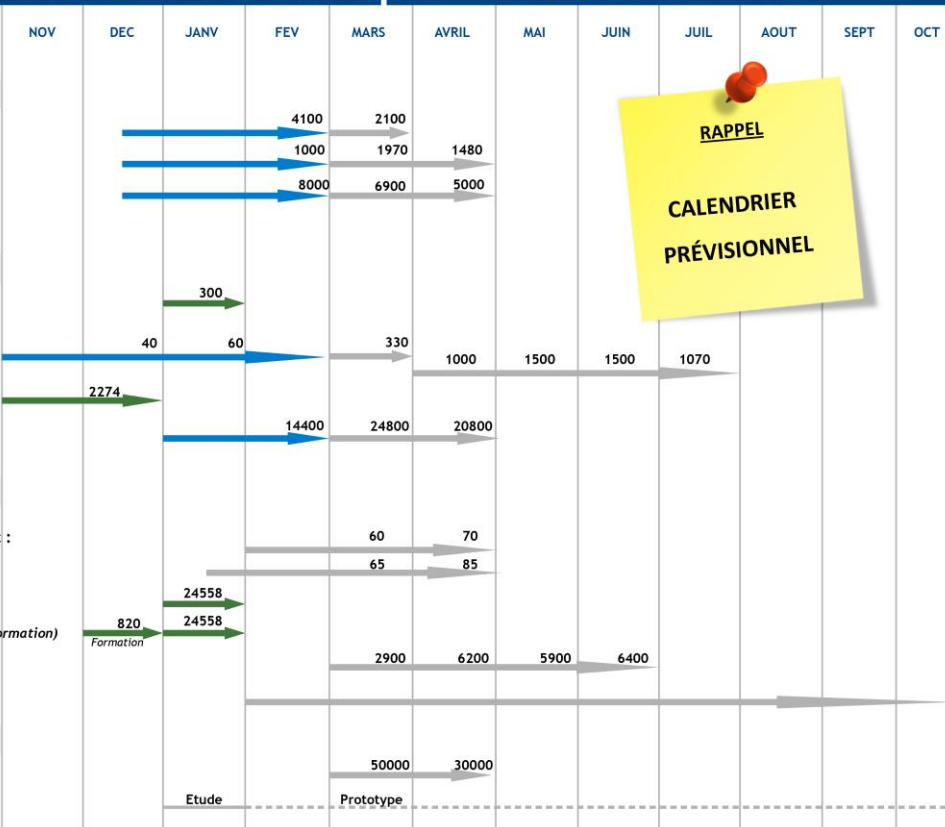 NOV DEC JANV FEV MARS AVRIL MAI JUIN JUIL AOUT SEPT OCT
RAPPEL
CALENDRIER
PRÉVISIONNEL
4100 2100
1000 1970 1480
8000 6900 5000
300
40 60 330
1000 1500 1500 1070
2274
14400 24800 20800
:
60 70
65 85
24558
ormation) 820 24558
Formation
2900 6200 5900 6400
50000 30000
Etude Prototype